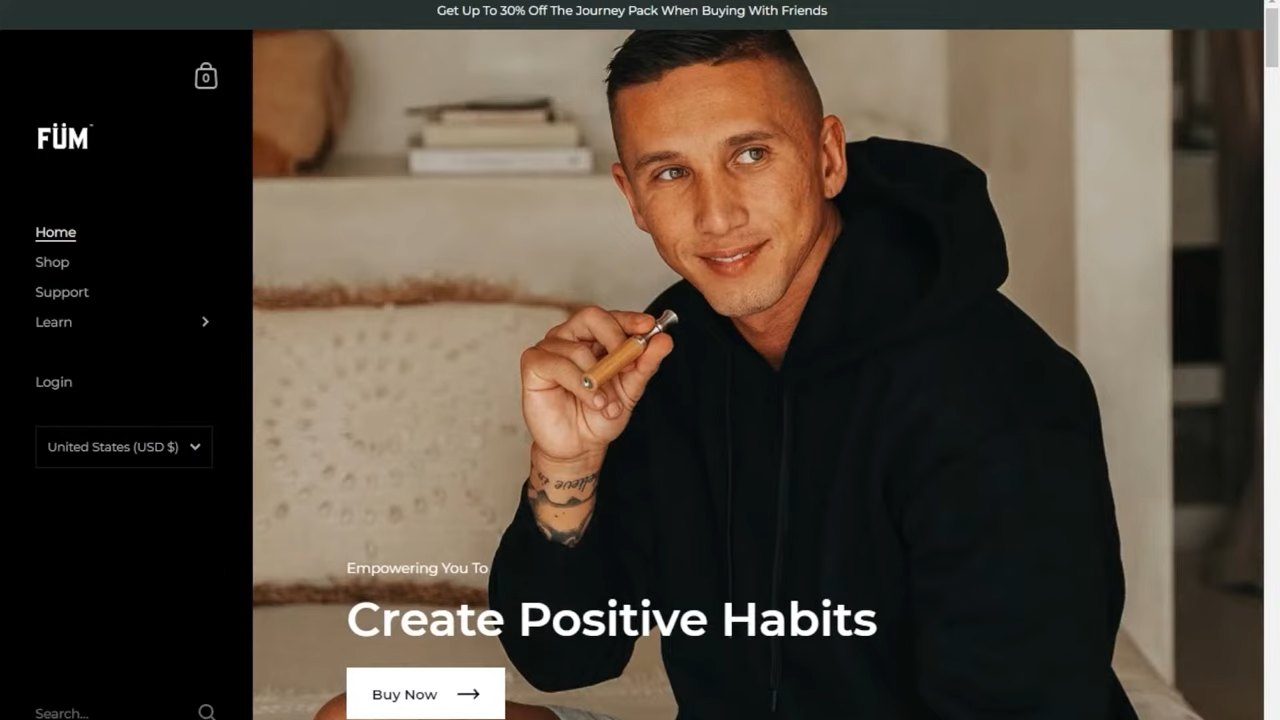 Get Up To 30% Off The Journey Pack When Buying With Friends
0
FÜM
Home
Shop
Support
Learn
Login
United States (USD $)
Search...
Empowering You To
Create Positive Habits
Buy Now